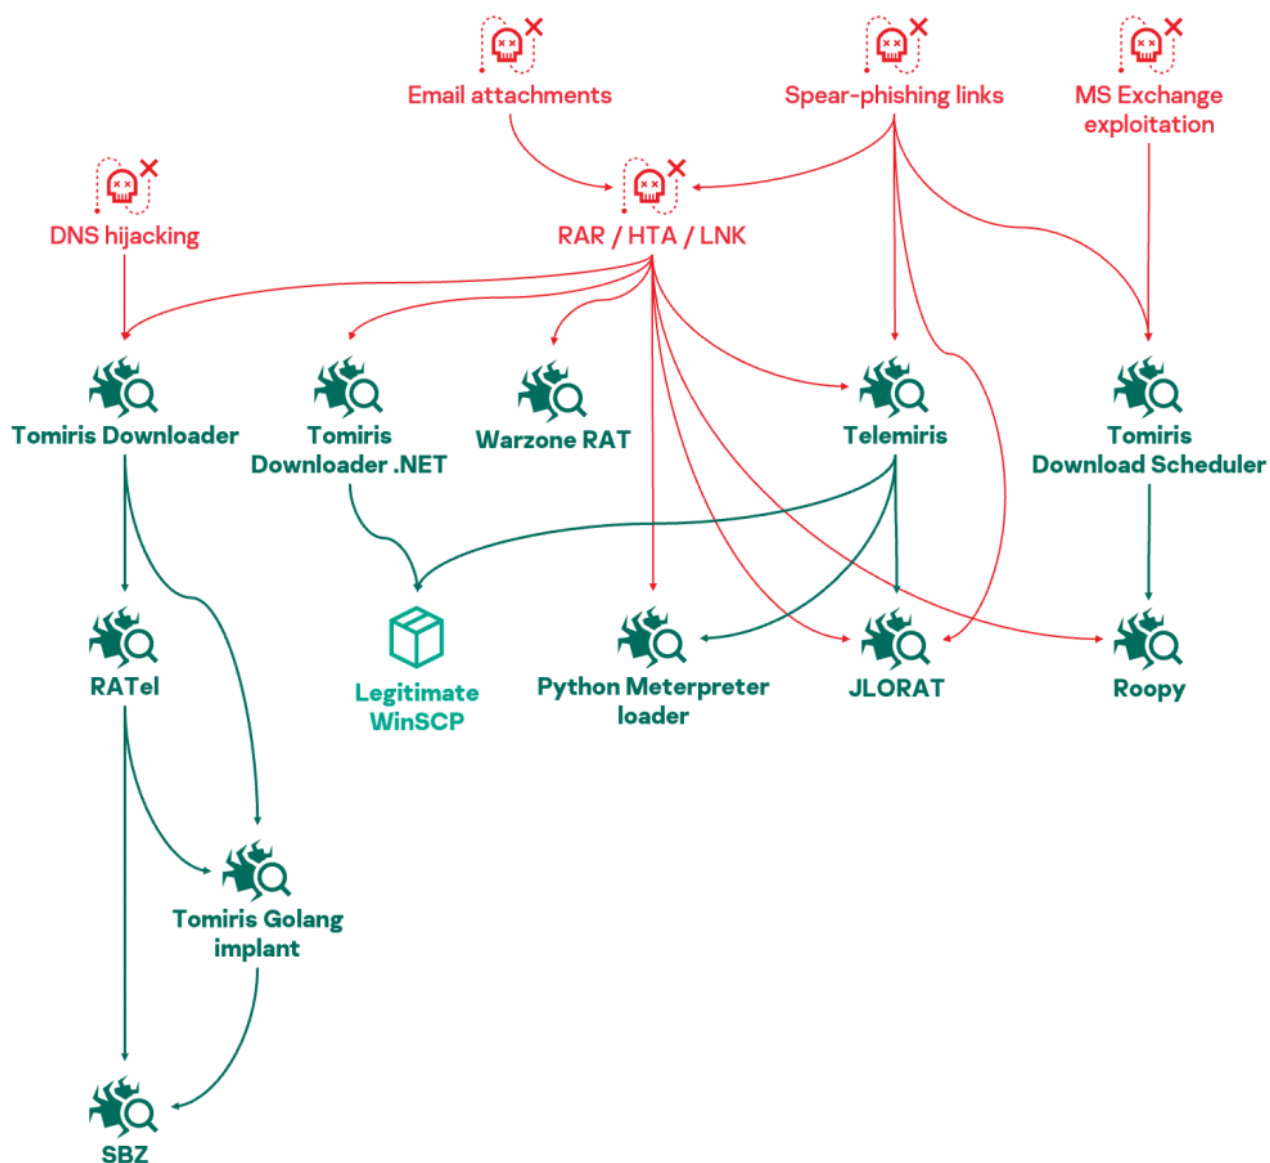 Email attachments
Spear-phishing links
MS Exchange
exploitation
DNS hijacking
RAR / HTA / LNK
Tomiris Downloader
Tomiris
Downloader .NET
Warzone RAT
Telemiris
Tomiris
Download Scheduler
RATel
Legitimate
WinSCP
Python Meterpreter
loader
JLORAT
Roopy
Tomiris Golang
implant
SBZ